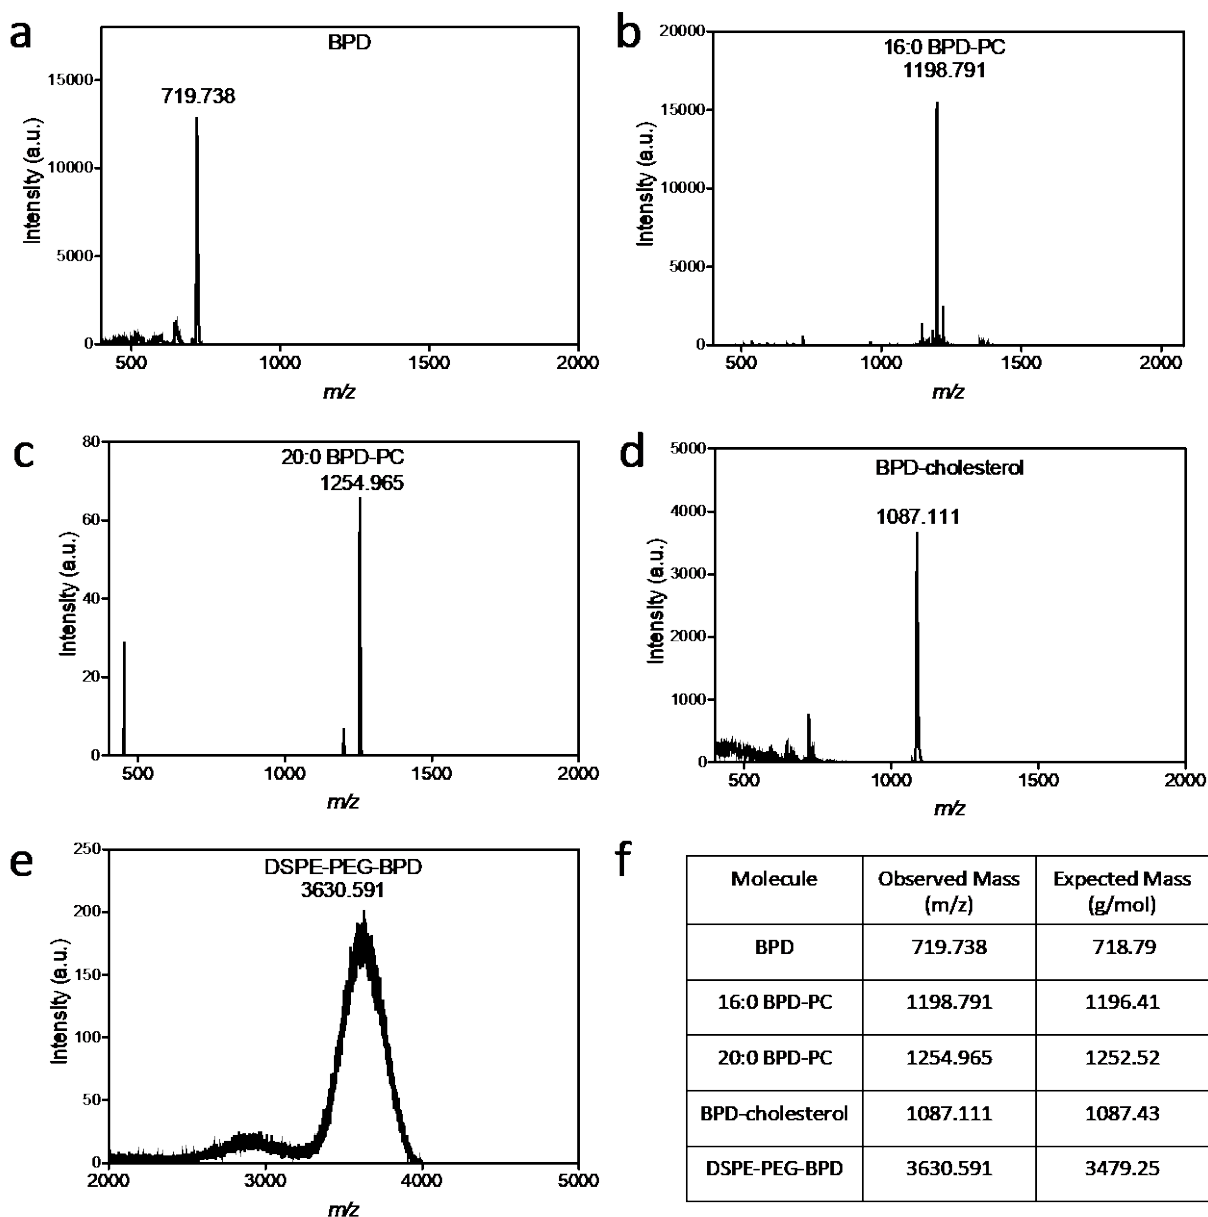 a
BPD
719.738
15000
10000
5000
0
Intensity (a.u.)
500 1000 1500 2000
m/z
b
16:0 BPD-PC
1198.791
20000
15000
10000
5000
0
Intensity (a.u.)
500 1000 1500 2000
m/z
c
20:0 BPD-PC
1254.965
80
60
40
20
0
Intensity (a.u.)
500 1000 1500 2000
m/z
d
BPD-cholesterol
1087.111
5000
4000
3000
2000
1000
0
Intensity (a.u.)
500 1000 1500 2000
m/z
e
DSPE-PEG-BPD
3630.591
250
200
150
100
50
0
Intensity (a.u.)
2000 3000 4000 5000
m/z
f
Molecule Observed Mass (m/z) Expected Mass (g/mol)
BPD 719.738 718.79
16:0 BPD-PC 1198.791 1196.41
20:0 BPD-PC 1254.965 1252.52
BPD-cholesterol 1087.111 1087.43
DSPE-PEG-BPD 3630.591 3479.25